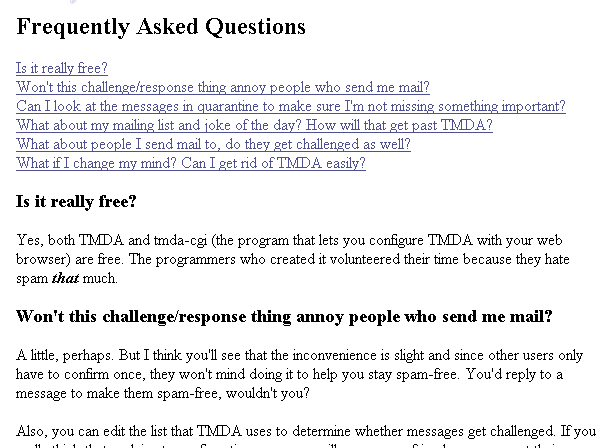 Frequently Asked Questions
Is it really free?
Won't this challenge/response thing annoy people who send me mail?
Can I look at the messages in quarantine to make sure I'm not missing something important?
What about my mailing list and joke of the day? How will that get past TMDA?
What about people I send mail to, do they get challenged as well?
What if I change my mind? Can I get rid of TMDA easily?
Is it really free?
Yes, both TMDA and tmda-cgi (the program that lets you configure TMDA with your web
browser) are free. The programmers who created it volunteered their time because they hate
spam that much.
Won't this challenge/response thing annoy people who send me mail?
A little, perhaps. But I think you'll see that the inconvenience is slight and since other users only
have to confirm once, they won't mind doing it to help you stay spam-free. You'd reply to a
message to make them spam-free, wouldn't you?
Also, you can edit the list that TMDA uses to determine whether messages get challenged. If you